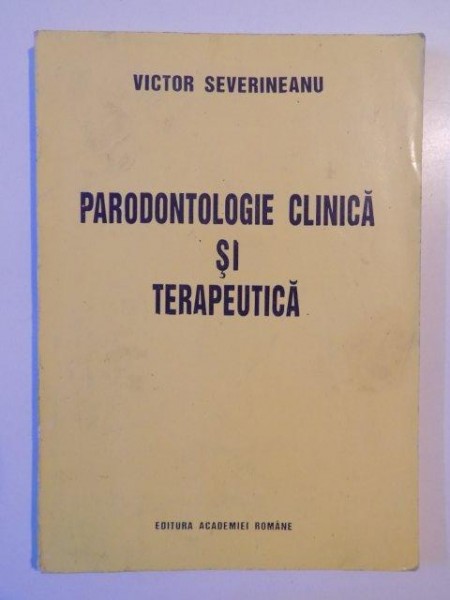 VICTOR SEVERINEANU
PARODONTOLOGIE CLINICĂ
ŞI
TERAPEUTICĂ
EDITURA ACADEMIEI ROMÂNE